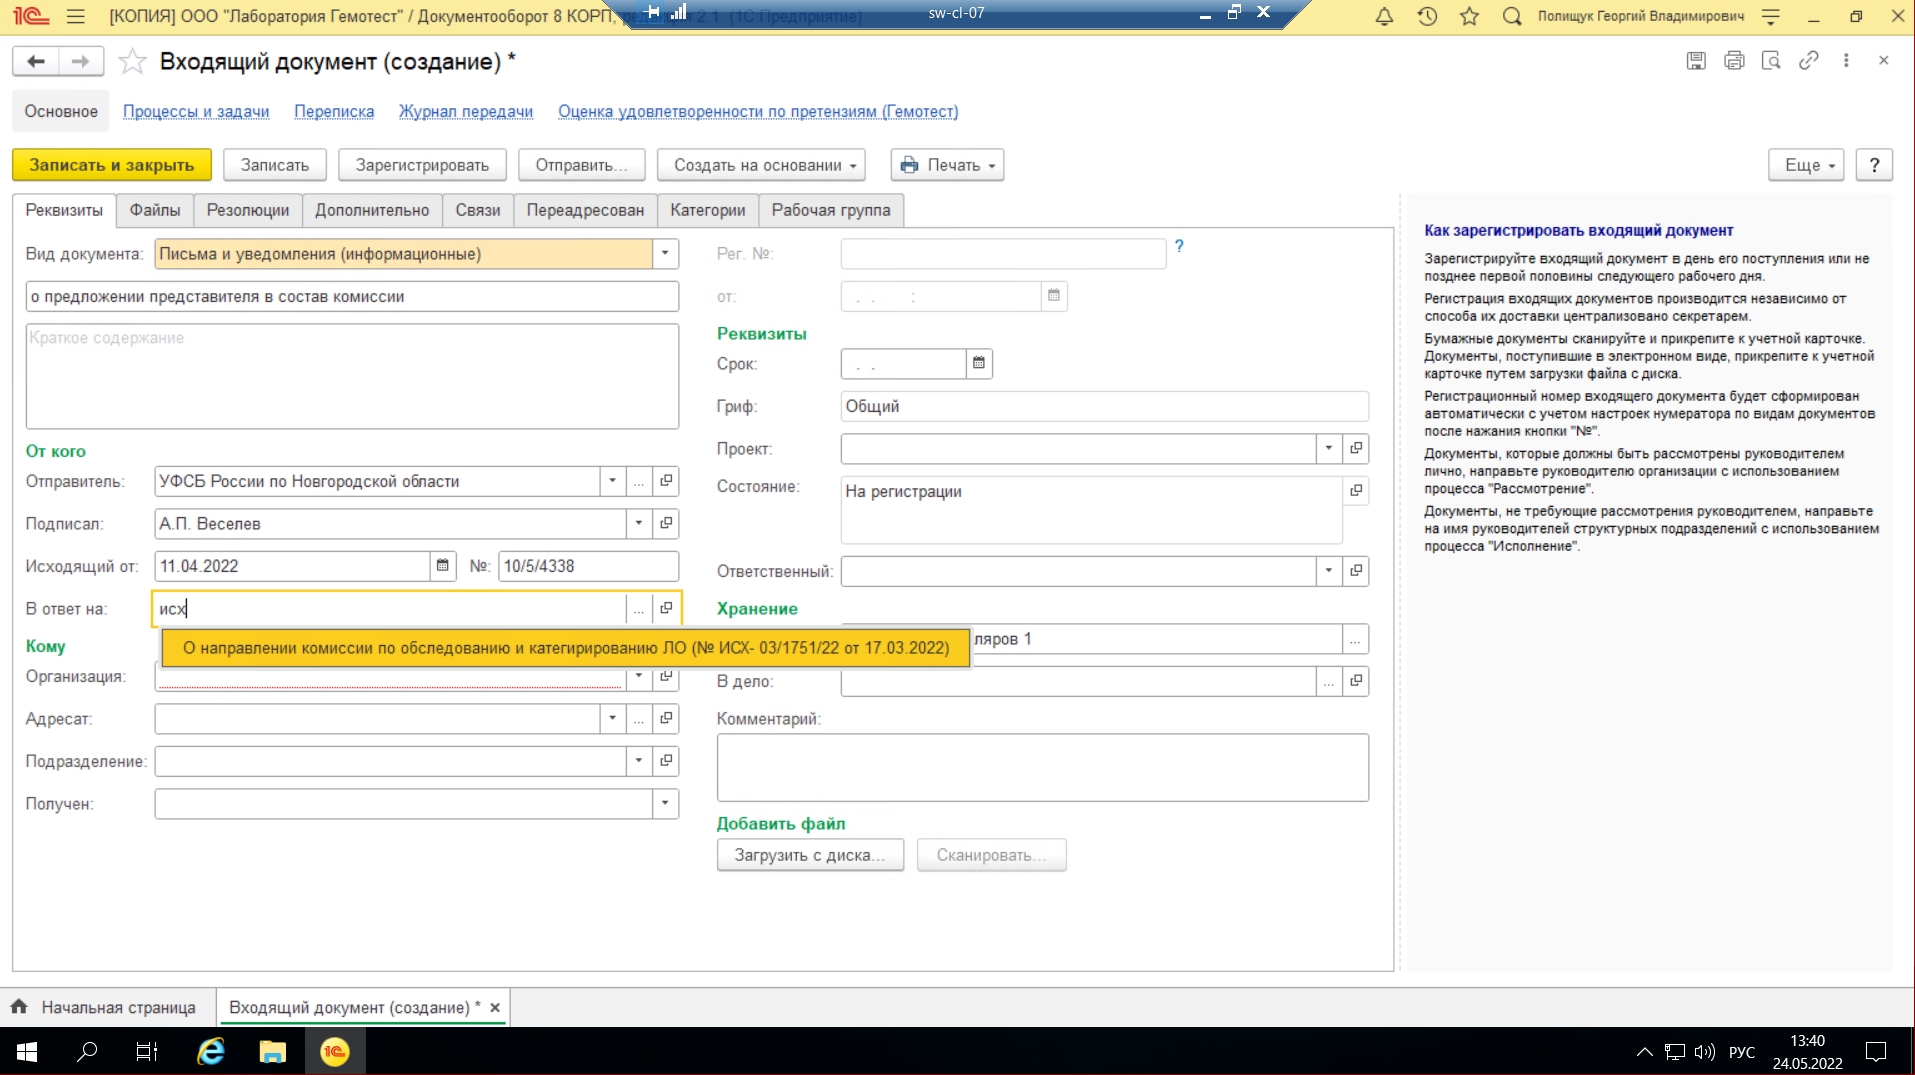 [КОПИЯ] ООО "Лаборатория Гемотест" / Документооборот 8 КОРП, редакция 2.1 (1С:Предприятие)
sw-cl-07
Полищук Георгий Владимирович
Входящий документ (создание) *
Основное Процессы и задачи Переписка Журнал передачи Оценка удовлетворенности по претензиям (Гемотест)
Записать и закрыть Записать Зарегистрировать Отправить... Создать на основании Печать Еще ?
Реквизиты Файлы Резолюции Дополнительно Связи Переадресован Категории Рабочая группа
Вид документа: Письма и уведомления (информационные)
о предложении представителя в состав комиссии
Краткое содержание
От кого
Отправитель: УФСБ России по Новгородской области ...
Подписал: А.П. Веселев
Исходящий от: 11.04.2022 №: 10/5/4338
В ответ на: исх ...
О направлении комиссии по обследованию и категирированию ЛО (№ ИСХ- 03/1751/22 от 17.03.2022)
Кому
Организация:
Адресат: ...
Подразделение:
Получен:
Рег. №: ?
от: . . :
Реквизиты
Срок: . .
Гриф: Общий
Проект:
Состояние: На регистрации
Ответственный:
Хранение
ляров 1 ...
В дело: ...
Комментарий:
Добавить файл
Загрузить с диска... Сканировать...
Как зарегистрировать входящий документ
Зарегистрируйте входящий документ в день его поступления или не
позднее первой половины следующего рабочего дня.
Регистрация входящих документов производится независимо от
способа их доставки централизовано секретарем.
Бумажные документы сканируйте и прикрепите к учетной карточке.
Документы, поступившие в электронном виде, прикрепите к учетной
карточке путем загрузки файла с диска.
Регистрационный номер входящего документа будет сформирован
автоматически с учетом настроек нумератора по видам документов
после нажания кнопки "№".
Документы, которые должны быть рассмотрены руководителем
лично, направьте руководителю организации с использованием
процесса "Рассмотрение".
Документы, не требующие рассмотрения руководителем, направьте
на имя руководителей структурных подразделений с использованием
процесса "Исполнение".
Начальная страница Входящий документ (создание) * ×
РУС
13:40
24.05.2022